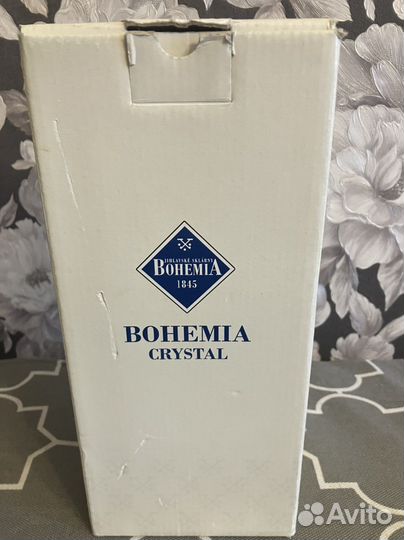 JIHLAVSKÉ SKLÁRNY
BOHEMIA
1845
BOHEMIA
CRYSTAL
Avito